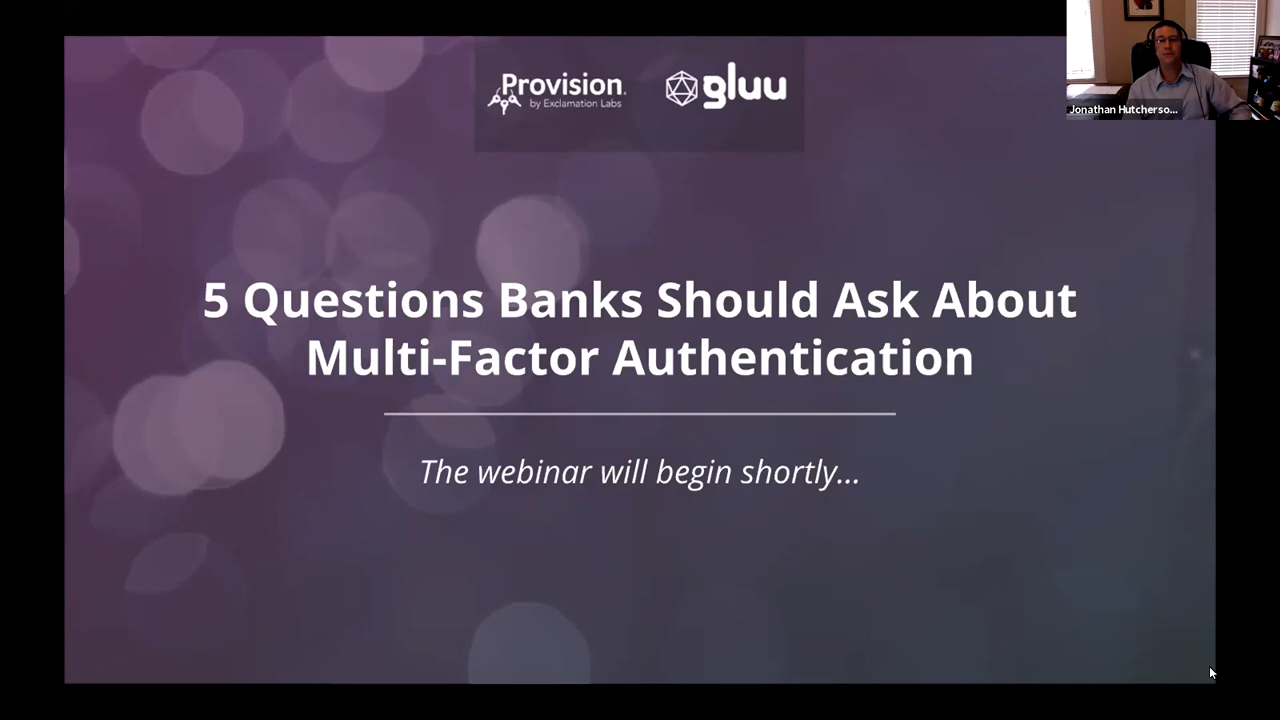 Provision.
by Exclamation Labs
gluu
Jonathan Hutcherso...
5 Questions Banks Should Ask About
Multi-Factor Authentication
The webinar will begin shortly...